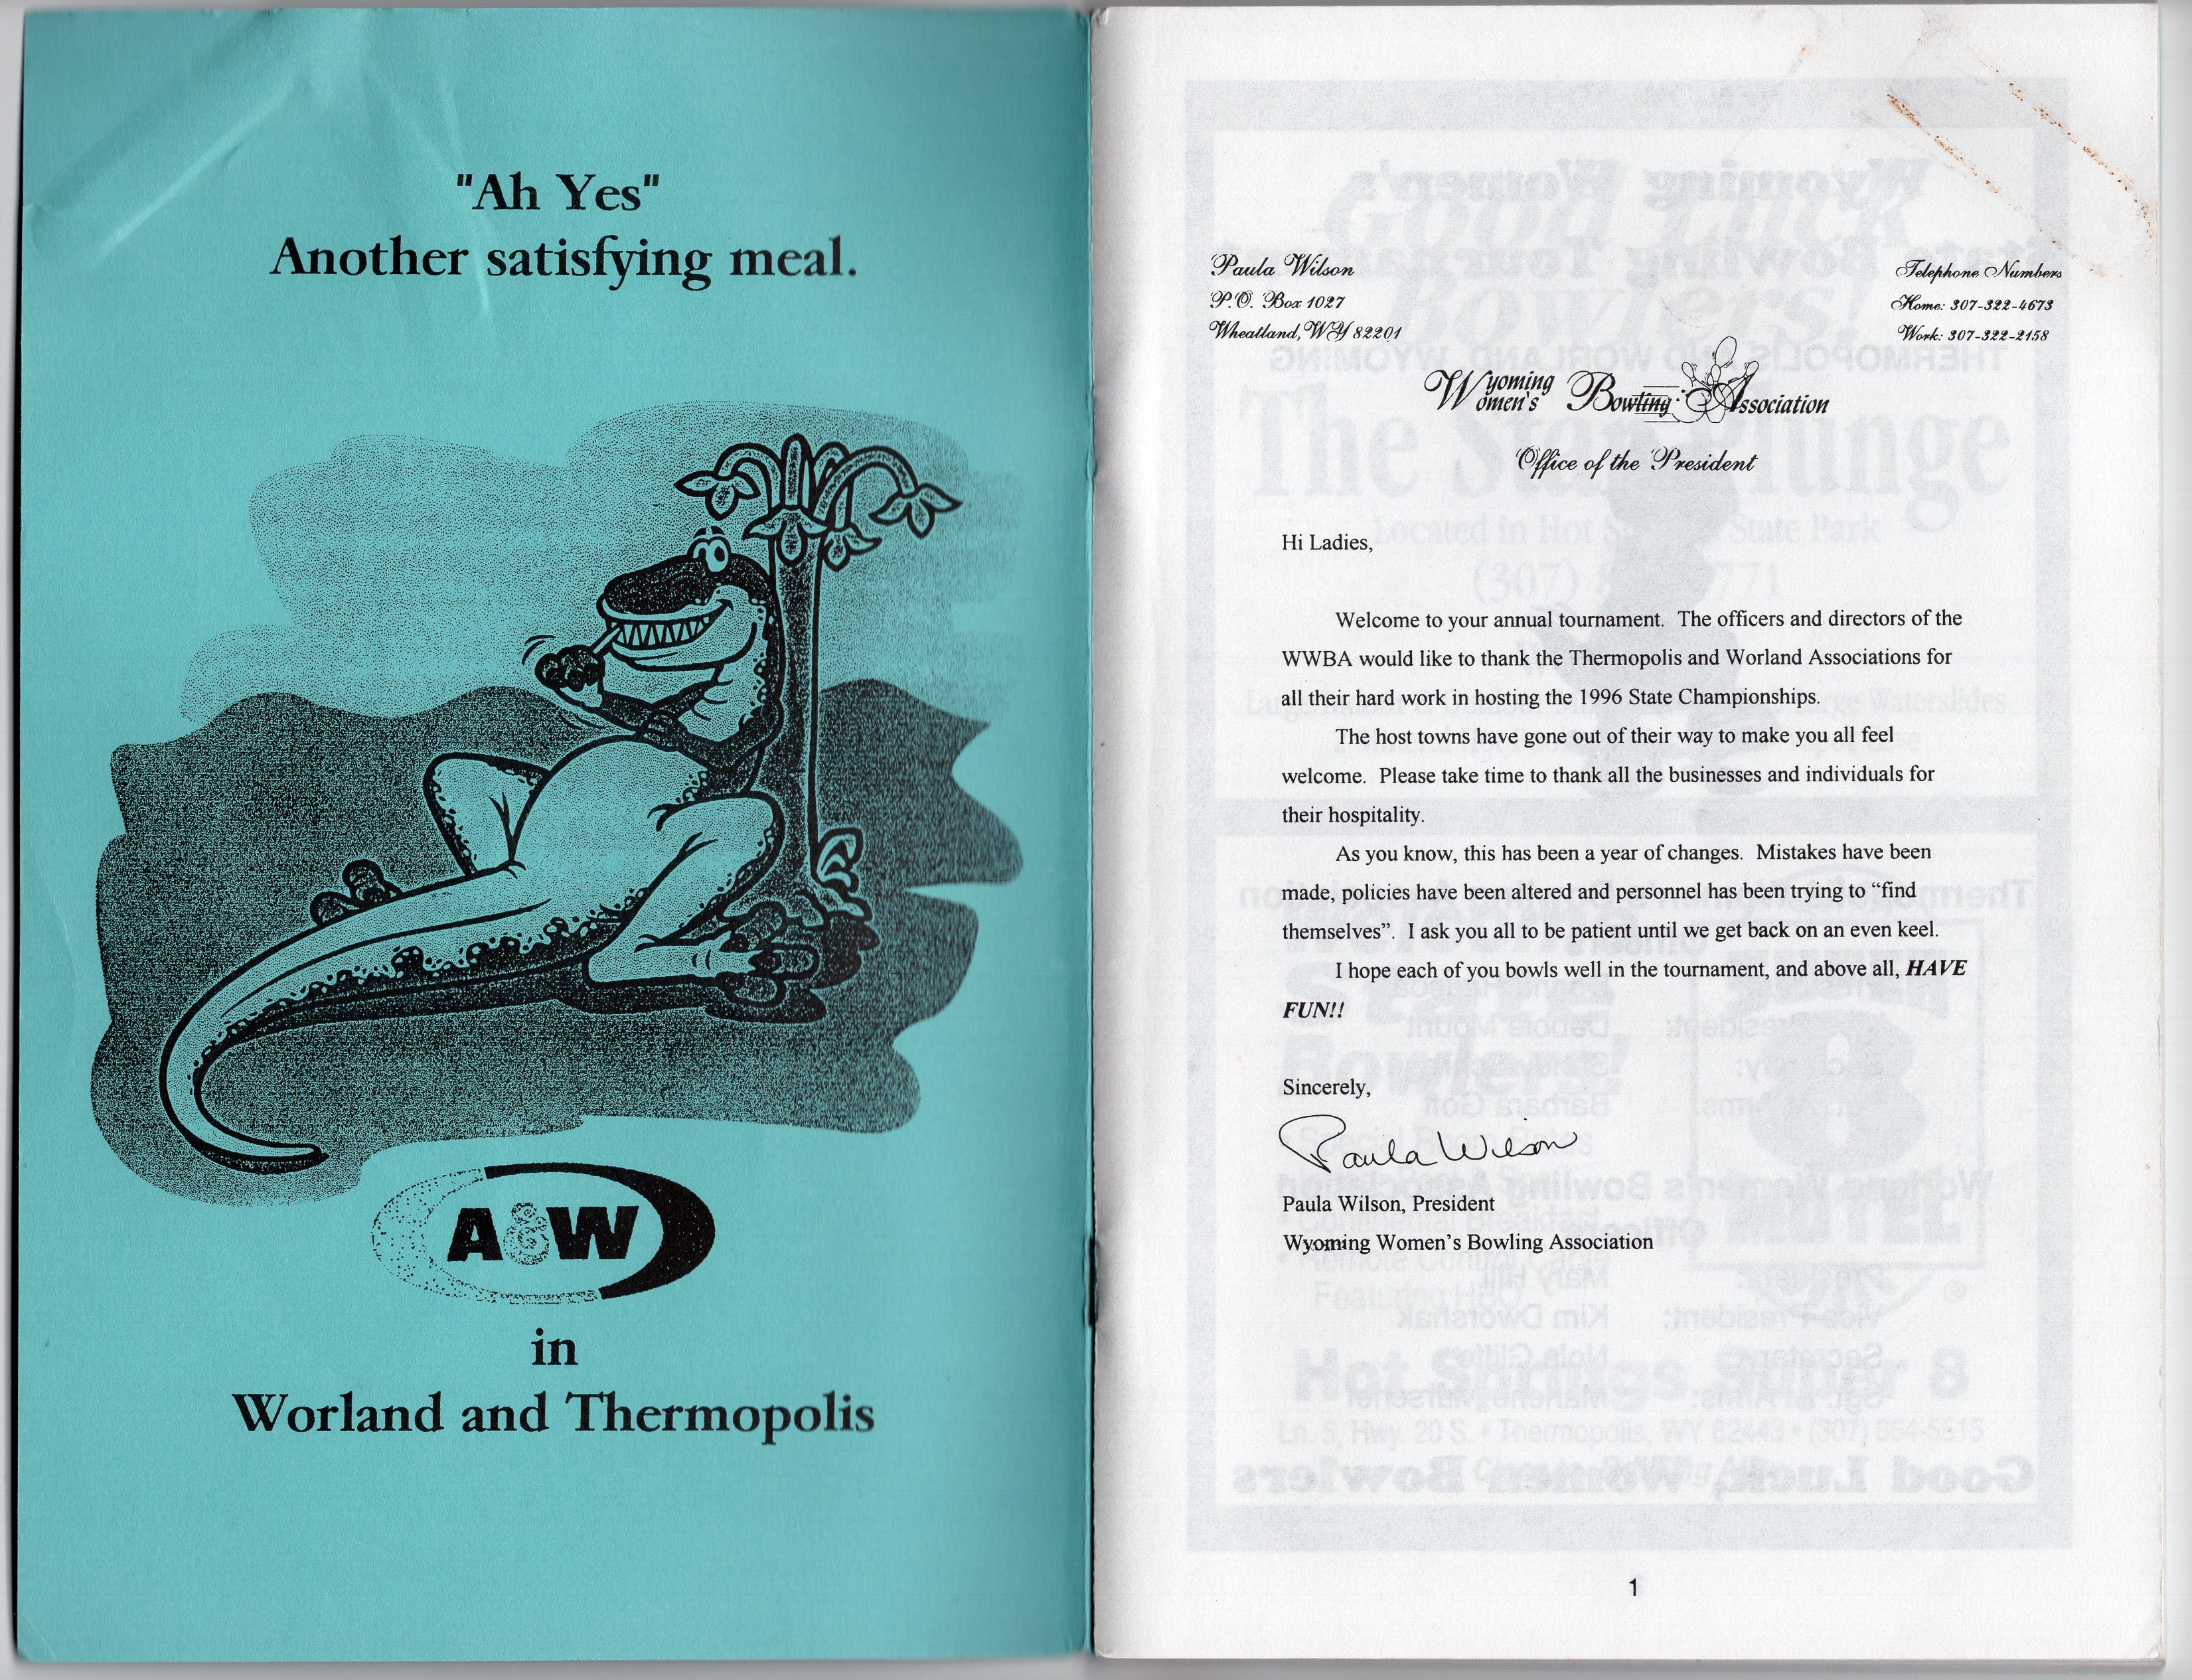 "Ah Yes"
Another satisfying meal.
A&W
in
Worland and Thermopolis
Paula Wilson
P.O. Box 1027
Wheatland, WY 82201
Telephone Numbers
Home: 307-322-4673
Work: 307-322-2158
Wyoming Women's Bowling Association
Office of the President
Hi Ladies,
Welcome to your annual tournament. The officers and directors of the
WWBA would like to thank the Thermopolis and Worland Associations for
all their hard work in hosting the 1996 State Championships.
The host towns have gone out of their way to make you all feel
welcome. Please take time to thank all the businesses and individuals for
their hospitality.
As you know, this has been a year of changes. Mistakes have been
made, policies have been altered and personnel has been trying to “find
themselves”. I ask you all to be patient until we get back on an even keel.
I hope each of you bowls well in the tournament, and above all, HAVE
FUN!!
Sincerely,
Paula Wilson
Paula Wilson, President
Wyoming Women’s Bowling Association
1